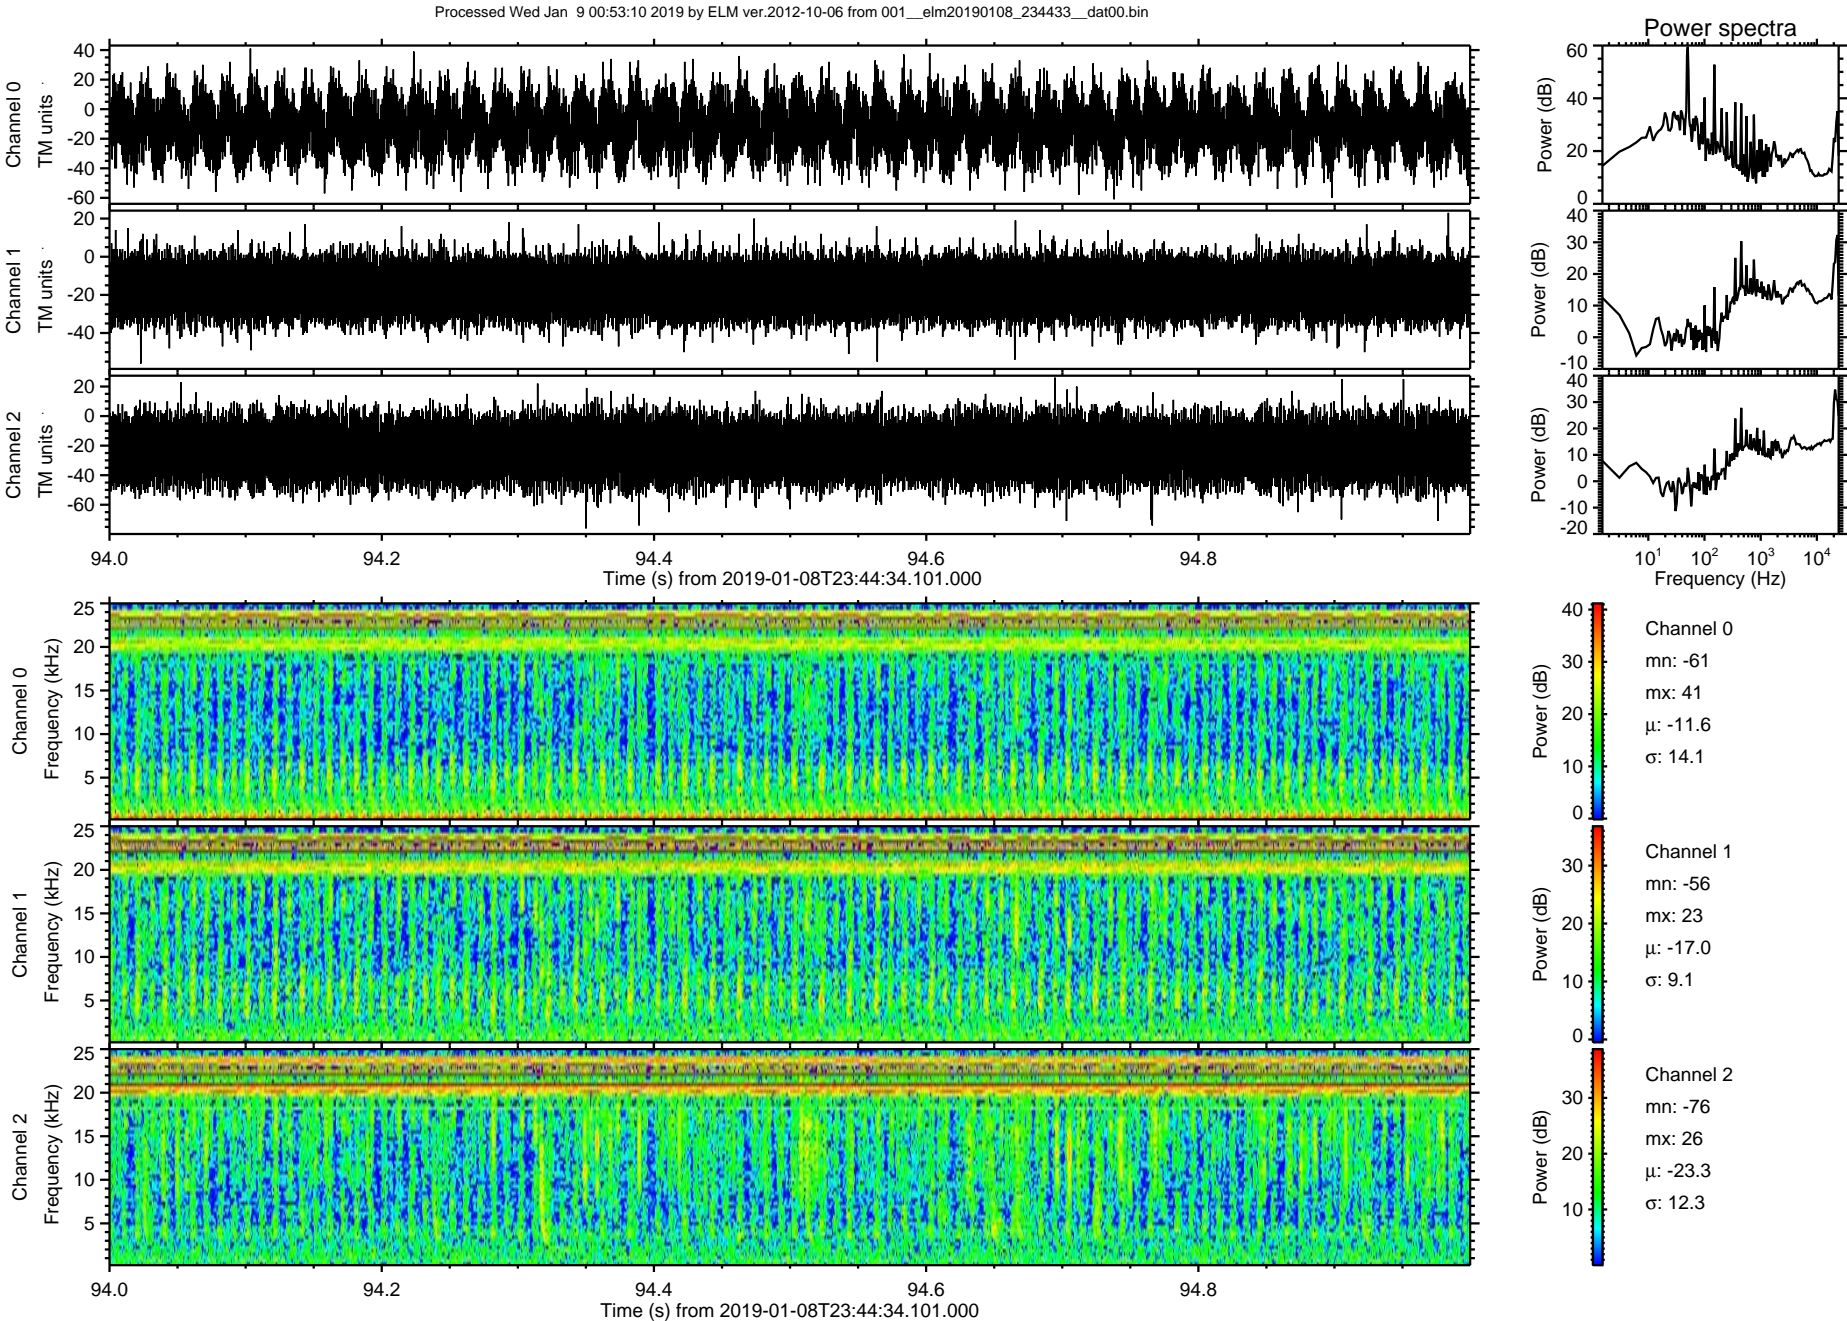 Processed Wed Jan  9 00:53:10 2019 by ELM ver.2012-10-06 from 001__elm20190108_234433__dat00.bin
Power spectra
Channel 0
TM units
40
20
0
-20
-40
-60
Power (dB)
60
40
20
0
Channel 1
TM units
20
0
-20
-40
Power (dB)
40
30
20
10
0
-10
Channel 2
TM units
20
0
-20
-40
-60
Power (dB)
40
30
20
10
0
-10
-20
94.0 94.2 94.4 94.6 94.8
Time (s) from 2019-01-08T23:44:34.101.000
10^1 10^2 10^3 10^4
Frequency (Hz)
Channel 0
Frequency (kHz)
25
20
15
10
5
Power (dB)
40
30
20
10
0
Channel 0
mn: -61
mx: 41
µ: -11.6
σ: 14.1
Channel 1
Frequency (kHz)
25
20
15
10
5
Power (dB)
30
20
10
0
Channel 1
mn: -56
mx: 23
µ: -17.0
σ: 9.1
Channel 2
Frequency (kHz)
25
20
15
10
5
Power (dB)
30
20
10
Channel 2
mn: -76
mx: 26
µ: -23.3
σ: 12.3
94.0 94.2 94.4 94.6 94.8
Time (s) from 2019-01-08T23:44:34.101.000